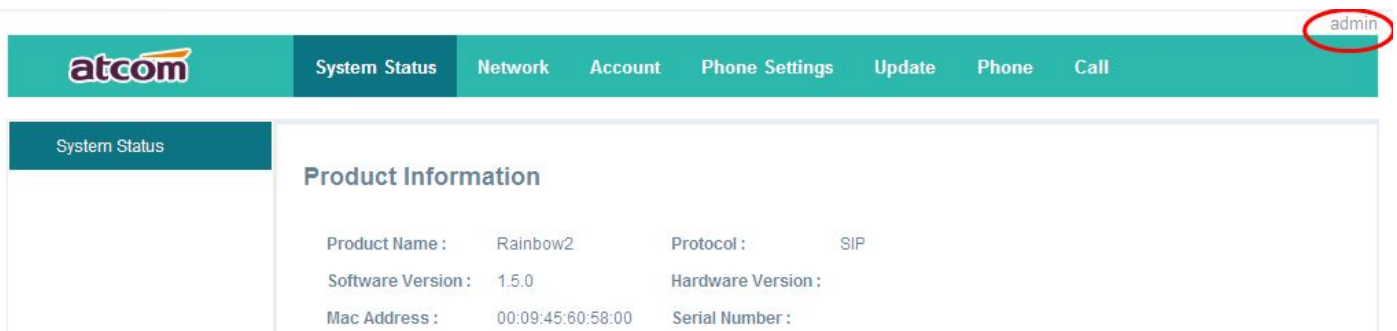 admin
atcom System Status Network Account Phone Settings Update Phone Call
System Status
Product Information
Product Name : Rainbow2 Protocol : SIP
Software Version : 1.5.0 Hardware Version :
Mac Address : 00:09:45:60:58:00 Serial Number :